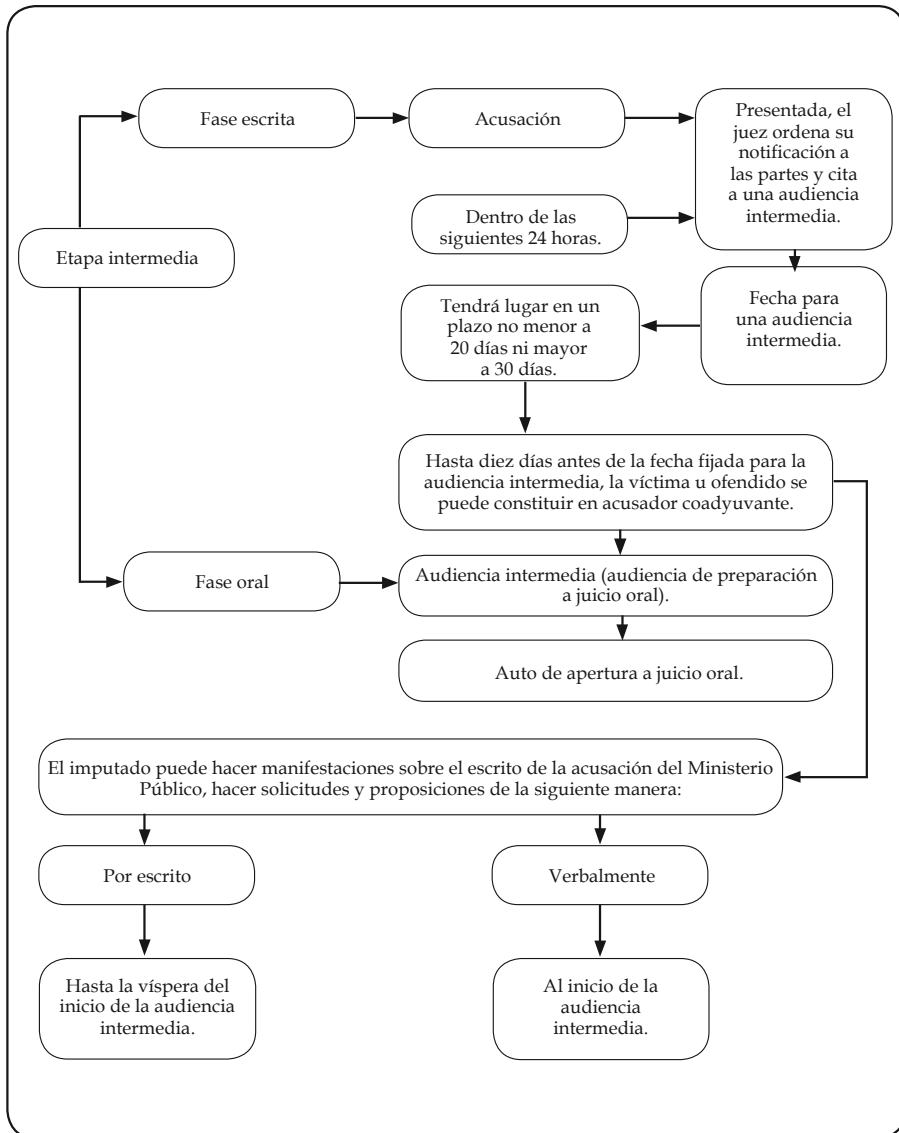 Fase escrita
Acusación
Presentada, el
juez ordena su
notificación a
las partes y cita
a una audiencia
intermedia.
Dentro de las
siguientes 24 horas.
Etapa intermedia
Fecha para
una audiencia
intermedia.
Tendrá lugar en un
plazo no menor a
20 días ni mayor
a 30 días.
Hasta diez días antes de la fecha fijada para la
audiencia intermedia, la víctima u ofendido se
puede constituir en acusador coadyuvante.
Fase oral
Audiencia intermedia (audiencia de preparación
a juicio oral).
Auto de apertura a juicio oral.
El imputado puede hacer manifestaciones sobre el escrito de la acusación del Ministerio
Público, hacer solicitudes y proposiciones de la siguiente manera:
Por escrito
Verbalmente
Hasta la víspera del
inicio de la audiencia
intermedia.
Al inicio de la
audiencia
intermedia.